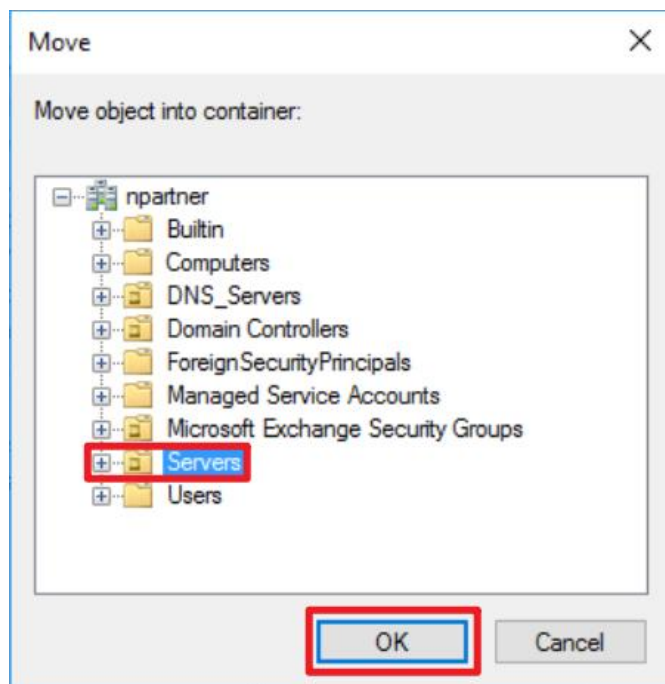 Move
Move object into container:
npartner
Builtin
Computers
DNS_Servers
Domain Controllers
ForeignSecurityPrincipals
Managed Service Accounts
Microsoft Exchange Security Groups
Servers
Users
OK Cancel